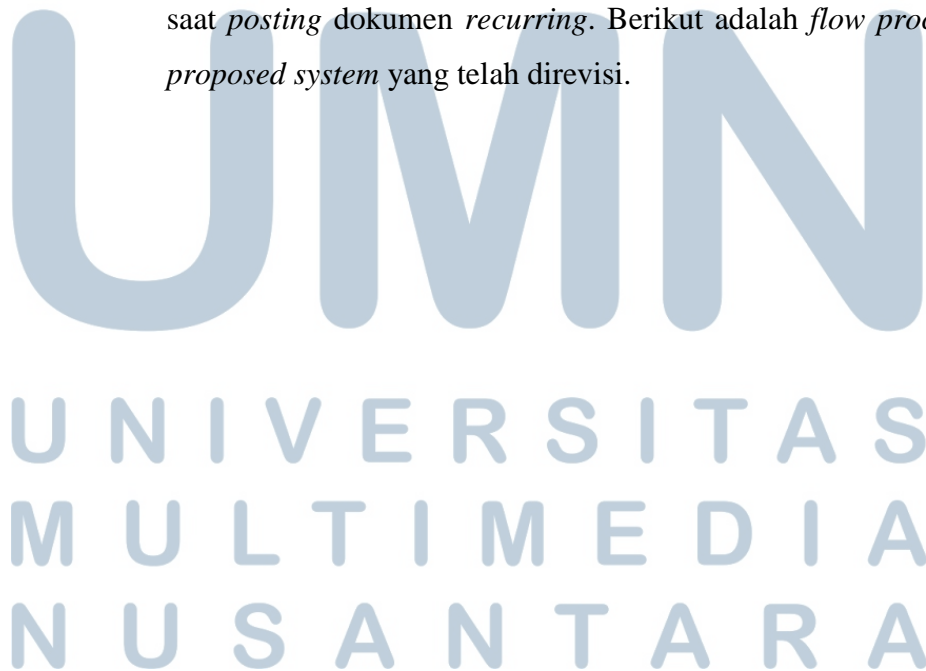 saat posting dokumen recurring. Berikut adalah flow
proposed system yang telah direvisi.
UMN
UNIVERSITAS
MULTIMEDIA
NUSANTARA